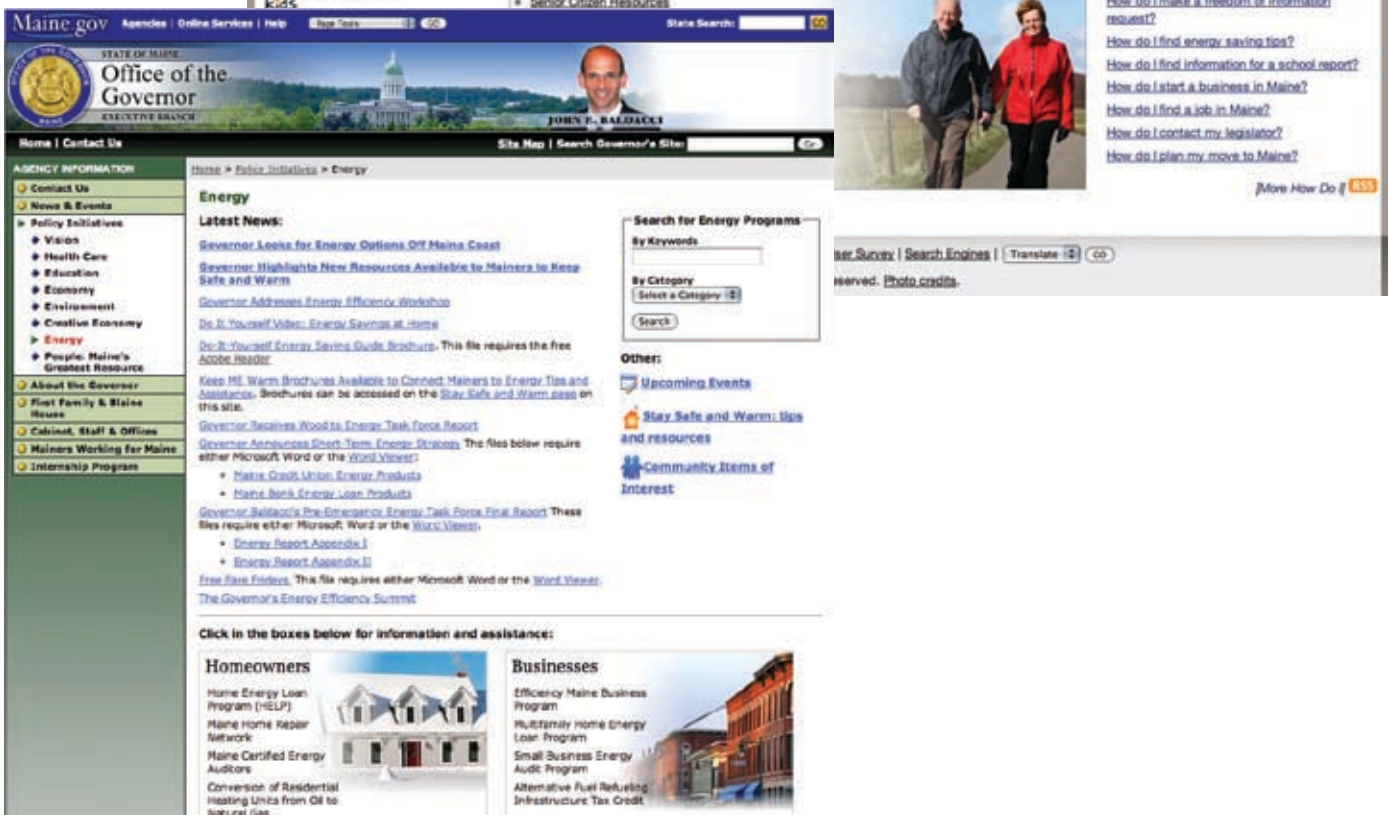 kids
Senior Citizen Resources
Maine.gov Agencies | Online Services | Help Page Tools GO State Search: GO
STATE OF MAINE
Office of the
Governor
EXECUTIVE BRANCH
JOHN E. BALDACCI
Home | Contact Us Site Map | Search Governor's Site: Go
AGENCY INFORMATION
Contact Us
News & Events
Policy Initiatives
Vision
Health Care
Education
Economy
Environment
Creative Economy
Energy
People: Maine's
Greatest Resource
About the Governor
First Family & Blaine
House
Cabinet, Staff & Offices
Mainers Working for Maine
Internship Program
Home > Policy Initiatives > Energy
Energy
Latest News:
Governor Looks for Energy Options Off Maine Coast
Governor Highlights New Resources Available to Mainers to Keep
Safe and Warm
Governor Addresses Energy Efficiency Workshop
Do It Yourself Video: Energy Savings at Home
Do-It-Yourself Energy Saving Guide Brochure. This file requires the free
Adobe Reader
Keep ME Warm Brochures Available to Connect Mainers to Energy Tips and
Assistance. Brochures can be accessed on the Stay Safe and Warm page on
this site.
Governor Receives Wood to Energy Task Force Report
Governor Announces Short-Term Energy Strategy The files below require
either Microsoft Word or the Word Viewer:
Maine Credit Union Energy Products
Maine Bank Energy Loan Products
Governor Baldacci's Pre-Emergency Energy Task Force Final Report These
files require either Microsoft Word or the Word Viewer.
Energy Report Appendix I
Energy Report Appendix II
Free Fare Fridays. This file requires either Microsoft Word or the Word Viewer.
The Governor's Energy Efficiency Summit
Search for Energy Programs
By Keywords
By Category
Select a Category
Search
Other:
Upcoming Events
Stay Safe and Warm: tips
and resources
Community Items of
Interest
Click in the boxes below for information and assistance:
Homeowners
Home Energy Loan
Program (HELP)
Maine Home Repair
Network
Maine Certified Energy
Auditors
Conversion of Residential
Heating Units from Oil to
Natural Gas
Businesses
Efficiency Maine Business
Program
Multifamily Home Energy
Loan Program
Small Business Energy
Audit Program
Alternative Fuel Refueling
Infrastructure Tax Credit
How do I make a freedom of information
request?
How do I find energy saving tips?
How do I find information for a school report?
How do I start a business in Maine?
How do I find a job in Maine?
How do I contact my legislator?
How do I plan my move to Maine?
[More How Do I] RSS
ser Survey | Search Engines | Translate GO
served. Photo credits.